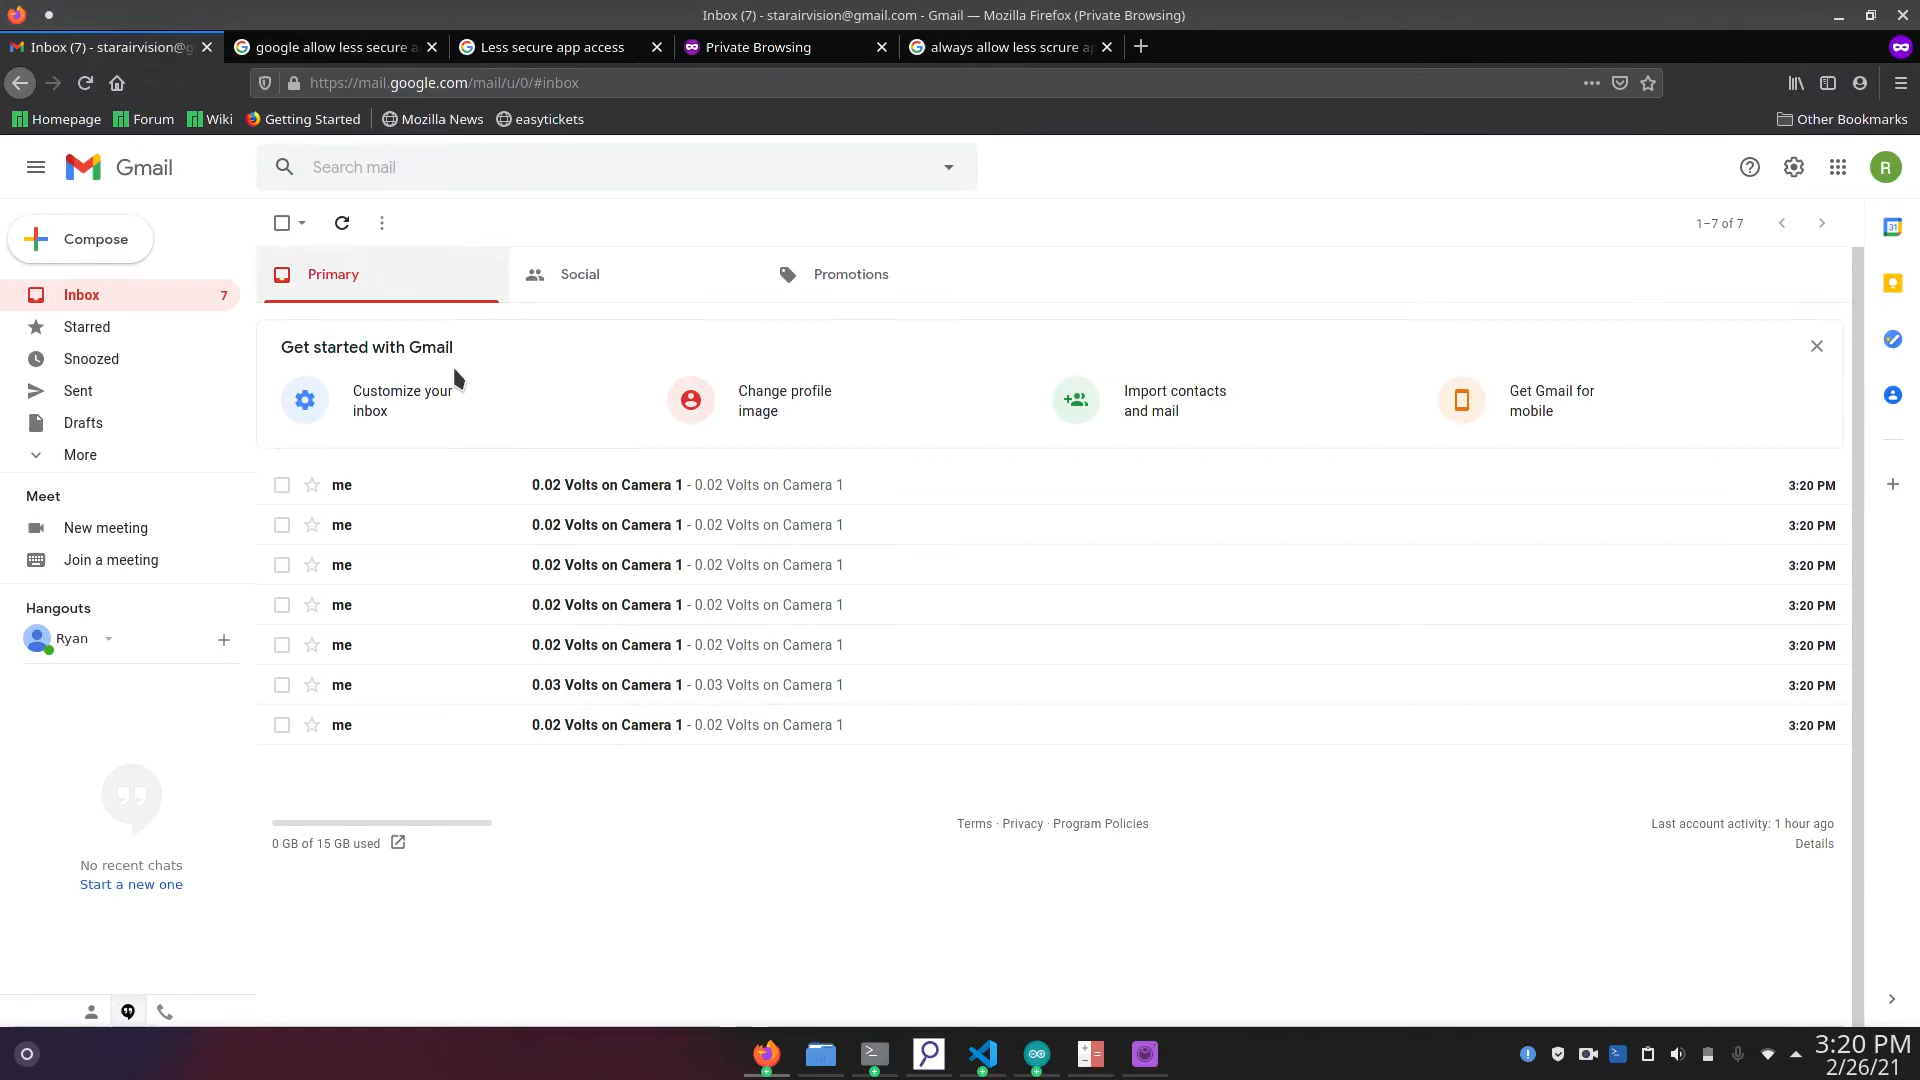 Inbox (7) - starairvision@gmail.com - Gmail — Mozilla Firefox (Private Browsing)
Inbox (7) - starairvision@g
google allow less secure a
Less secure app access
Private Browsing
always allow less scrure ap
https://mail.google.com/mail/u/0/#inbox
Homepage
Forum
Wiki
Getting Started
Mozilla News
easytickets
Other Bookmarks
Gmail
Search mail
R
Compose
1–7 of 7
31
Primary
Social
Promotions
Inbox 7
Starred
Snoozed
Sent
Drafts
More
Meet
New meeting
Join a meeting
Hangouts
Ryan
No recent chats
Start a new one
Get started with Gmail
Customize your
inbox
Change profile
image
Import contacts
and mail
Get Gmail for
mobile
me 0.02 Volts on Camera 1 - 0.02 Volts on Camera 1 3:20 PM
me 0.02 Volts on Camera 1 - 0.02 Volts on Camera 1 3:20 PM
me 0.02 Volts on Camera 1 - 0.02 Volts on Camera 1 3:20 PM
me 0.02 Volts on Camera 1 - 0.02 Volts on Camera 1 3:20 PM
me 0.02 Volts on Camera 1 - 0.02 Volts on Camera 1 3:20 PM
me 0.03 Volts on Camera 1 - 0.03 Volts on Camera 1 3:20 PM
me 0.02 Volts on Camera 1 - 0.02 Volts on Camera 1 3:20 PM
0 GB of 15 GB used
Terms · Privacy · Program Policies
Last account activity: 1 hour ago
Details
3:20 PM
2/26/21